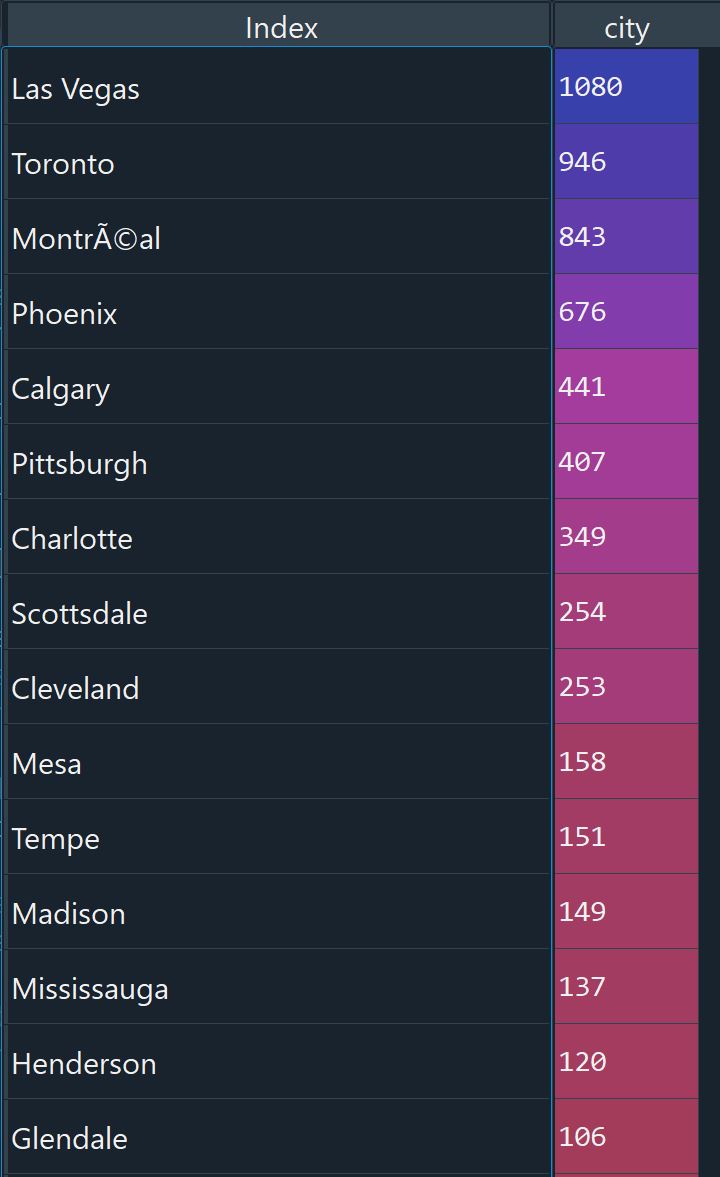 Index city
Las Vegas 1080
Toronto 946
MontrÃ©al 843
Phoenix 676
Calgary 441
Pittsburgh 407
Charlotte 349
Scottsdale 254
Cleveland 253
Mesa 158
Tempe 151
Madison 149
Mississauga 137
Henderson 120
Glendale 106